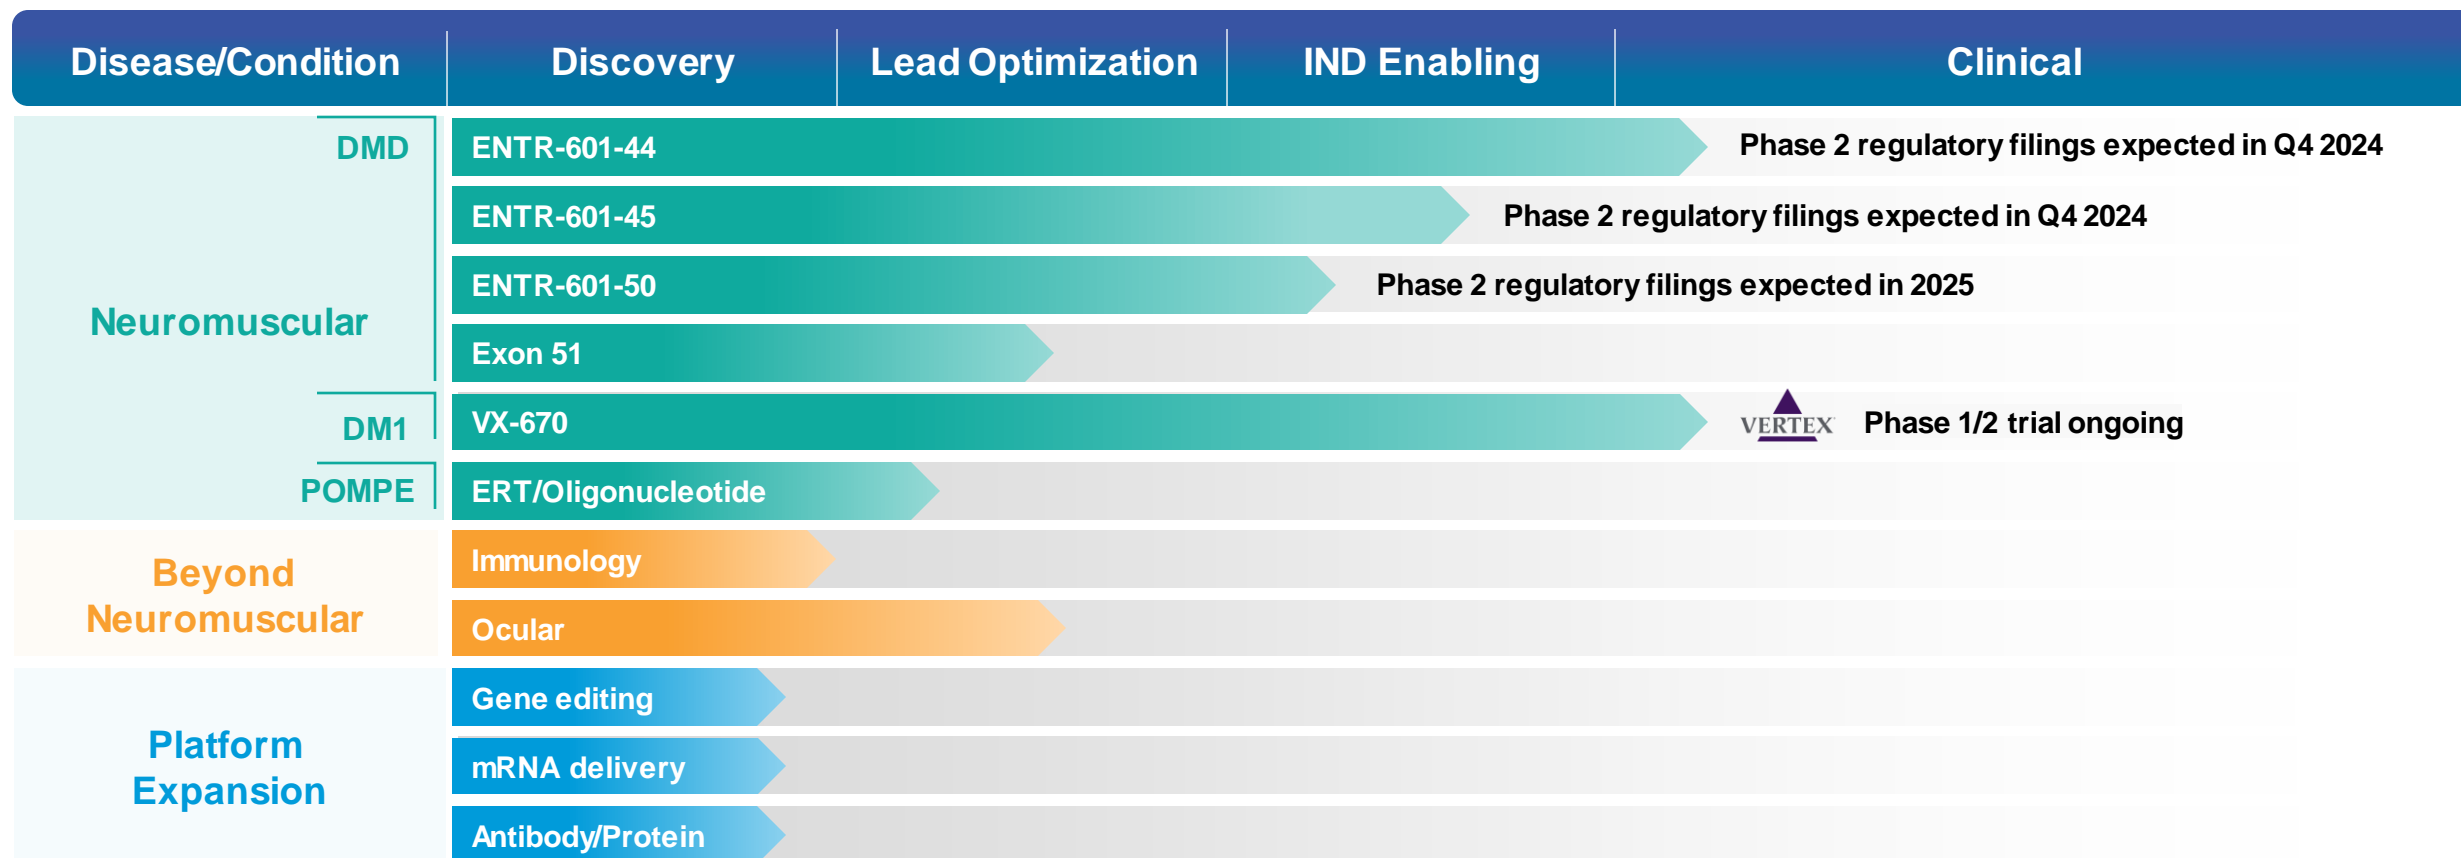 Disease/Condition Discovery Lead Optimization IND Enabling Clinical
DMD ENTR-601-44 Phase 2 regulatory filings expected in Q4 2024
ENTR-601-45 Phase 2 regulatory filings expected in Q4 2024
ENTR-601-50 Phase 2 regulatory filings expected in 2025
Neuromuscular
Exon 51
DM1 VX-670 VERTEX Phase 1/2 trial ongoing
POMPE ERT/Oligonucleotide
Beyond
Neuromuscular
Immunology
Ocular
Platform
Expansion
Gene editing
mRNA delivery
Antibody/Protein